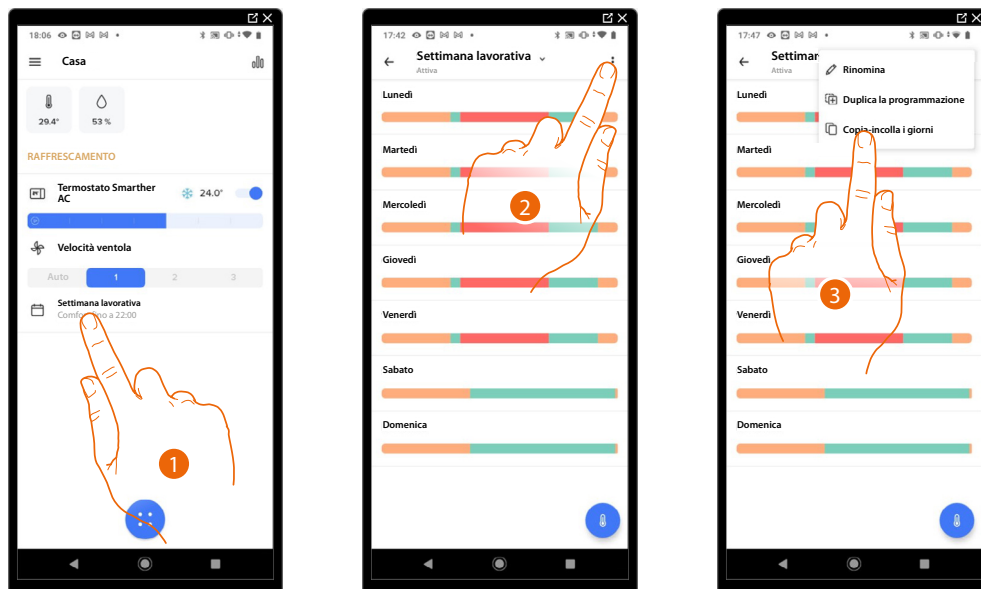 18:06
Casa
29.4°
53 %
RAFFRESCAMENTO
Termostato Smarther
AC
24.0°
Velocità ventola
Auto 1 2 3
Settimana lavorativa
Comfort fino a 22:00
1
17:42
Settimana lavorativa
Attiva
Lunedì
Martedì
Mercoledì
Giovedì
Venerdì
Sabato
Domenica
2
17:47
Settimar
Attiva
Rinomina
Duplica la programmazione
Copia-incolla i giorni
Lunedì
Martedì
Mercoledì
Giovedì
Venerdì
Sabato
Domenica
3